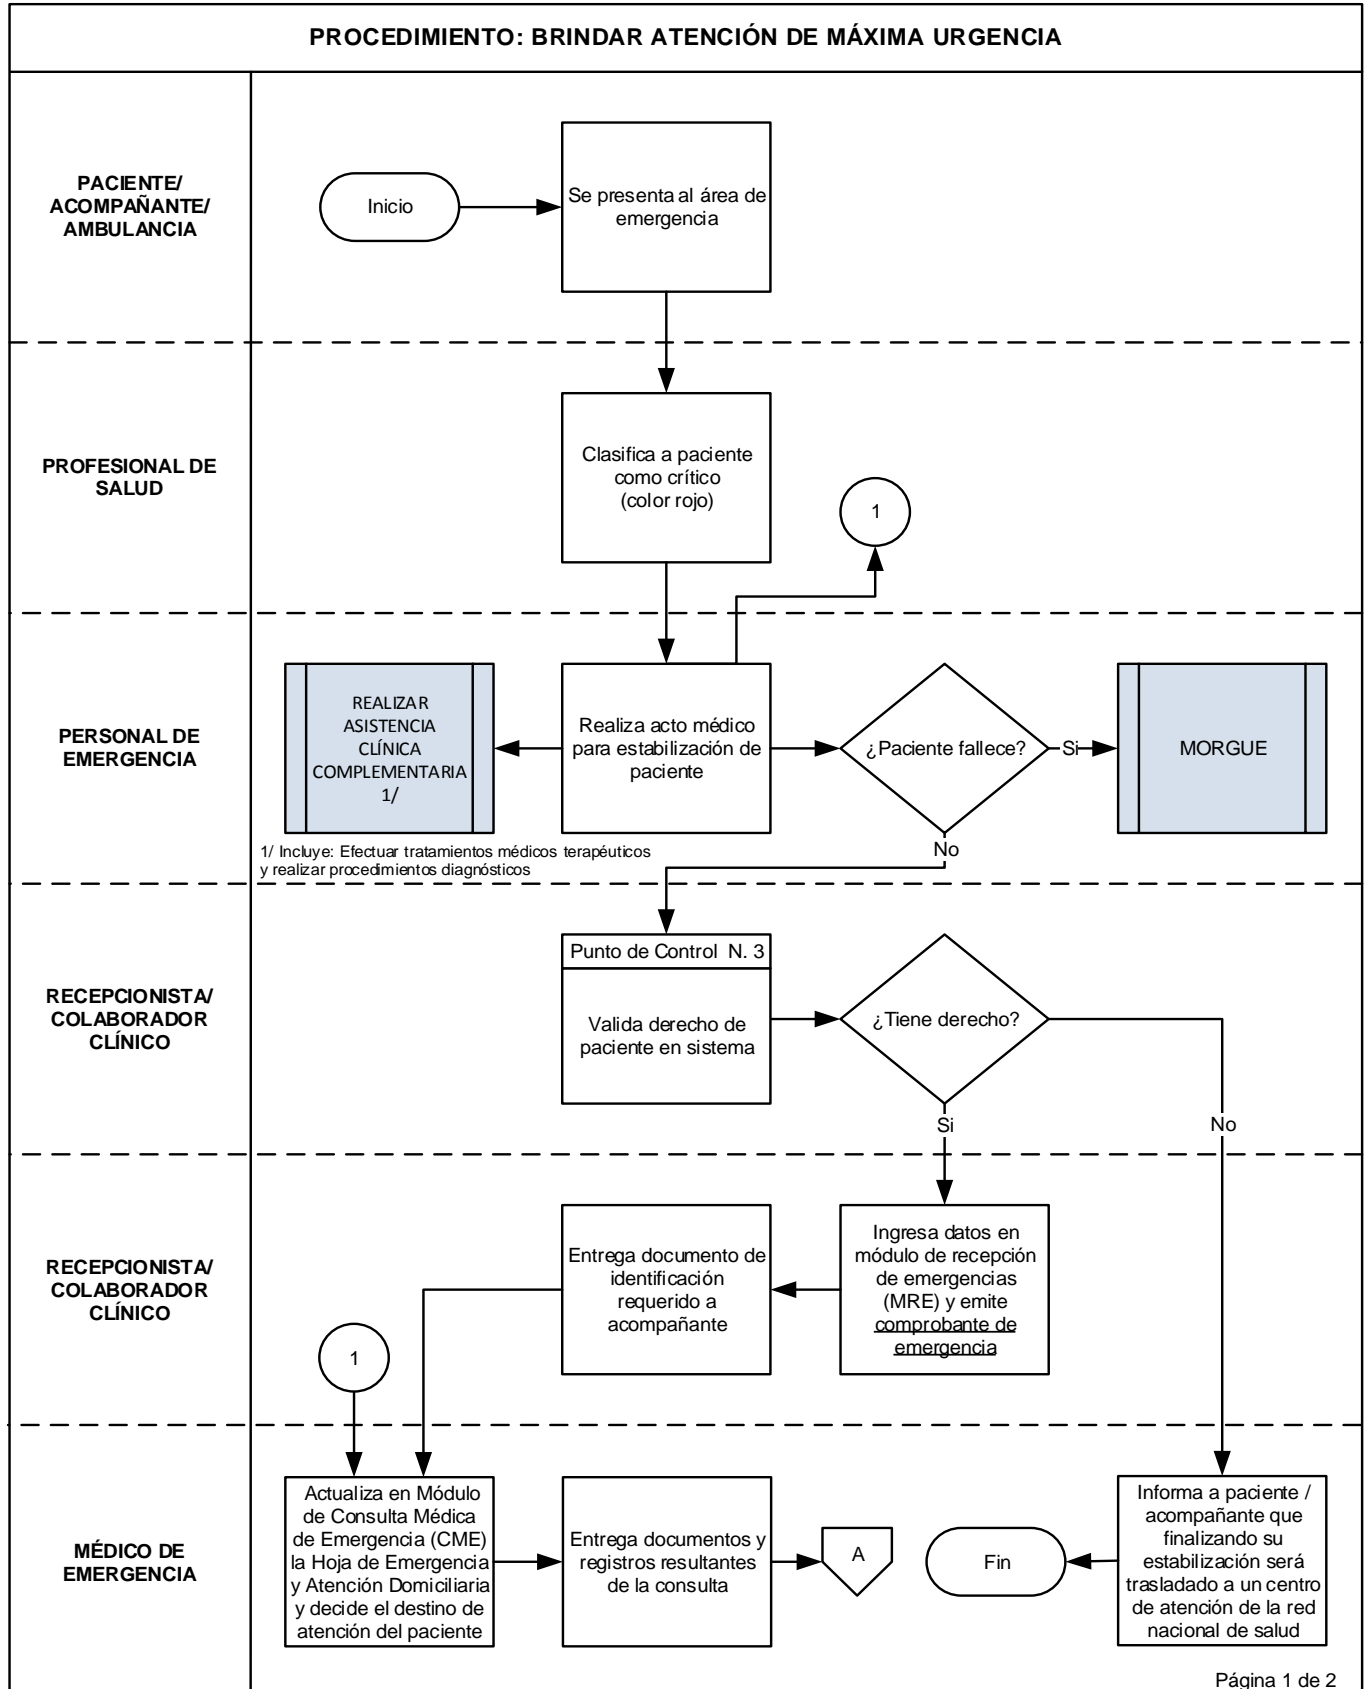 PROCEDIMIENTO: BRINDAR ATENCIÓN DE MÁXIMA URGENCIA
PACIENTE/
ACOMPAÑANTE/
AMBULANCIA
Inicio
Se presenta al área de
emergencia
PROFESIONAL DE
SALUD
Clasifica a paciente
como crítico
(color rojo)
1
PERSONAL DE
EMERGENCIA
REALIZAR
ASISTENCIA
CLÍNICA
COMPLEMENTARIA
1/
Realiza acto médico
para estabilización de
paciente
¿Paciente fallece?
Si
MORGUE
No
1/ Incluye: Efectuar tratamientos médicos terapéuticos
y realizar procedimientos diagnósticos
RECEPCIONISTA/
COLABORADOR
CLÍNICO
Punto de Control N. 3
Valida derecho de
paciente en sistema
¿Tiene derecho?
Si
No
RECEPCIONISTA/
COLABORADOR
CLÍNICO
Entrega documento de
identificación
requerido a
acompañante
Ingresa datos en
módulo de recepción
de emergencias
(MRE) y emite
comprobante de
emergencia
1
MÉDICO DE
EMERGENCIA
Actualiza en Módulo
de Consulta Médica
de Emergencia (CME)
la Hoja de Emergencia
y Atención Domiciliaria
y decide el destino de
atención del paciente
Entrega documentos y
registros resultantes
de la consulta
A
Fin
Informa a paciente /
acompañante que
finalizando su
estabilización será
trasladado a un centro
de atención de la red
nacional de salud
Página 1 de 2